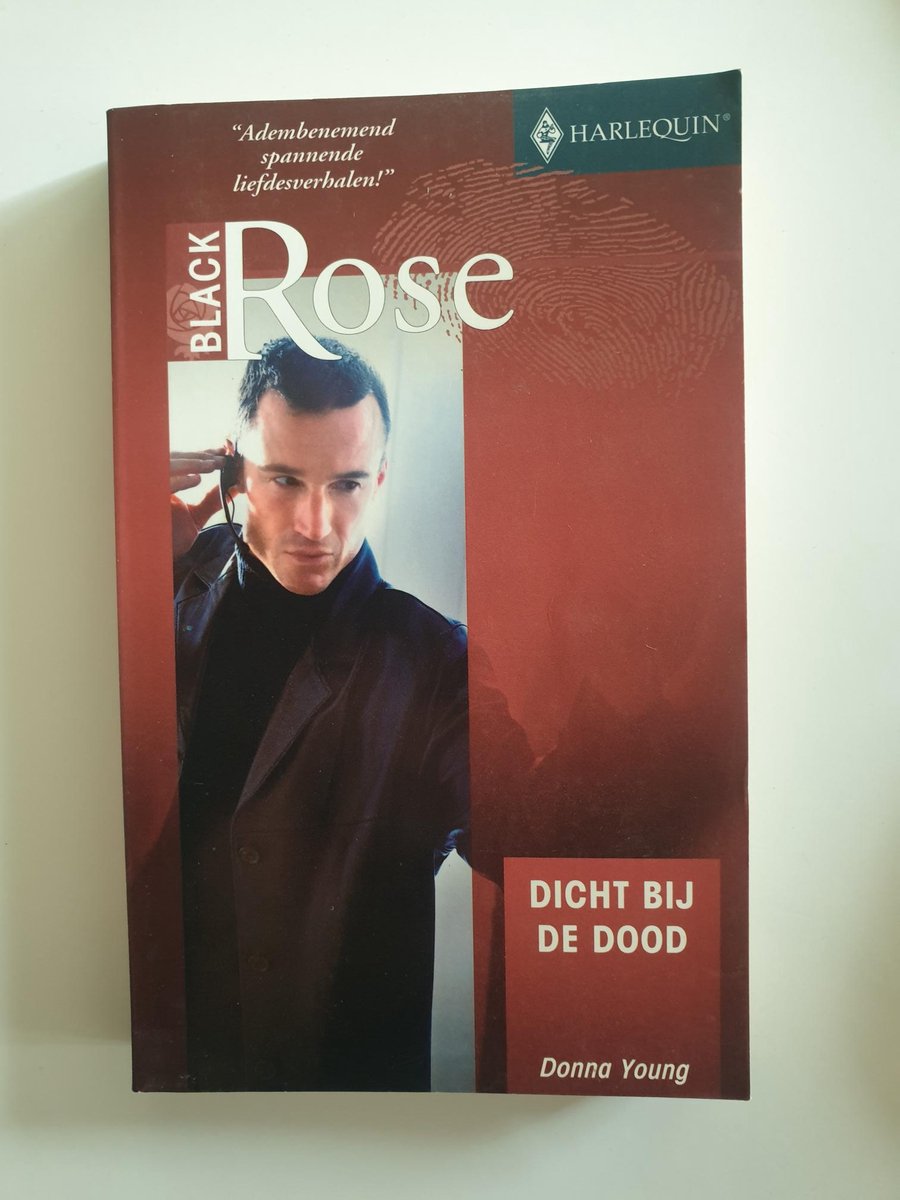 “Adembenemend
spannende
liefdesverhalen!”
HARLEQUIN®
BLACK
Rose
DICHT BIJ
DE DOOD
Donna Young